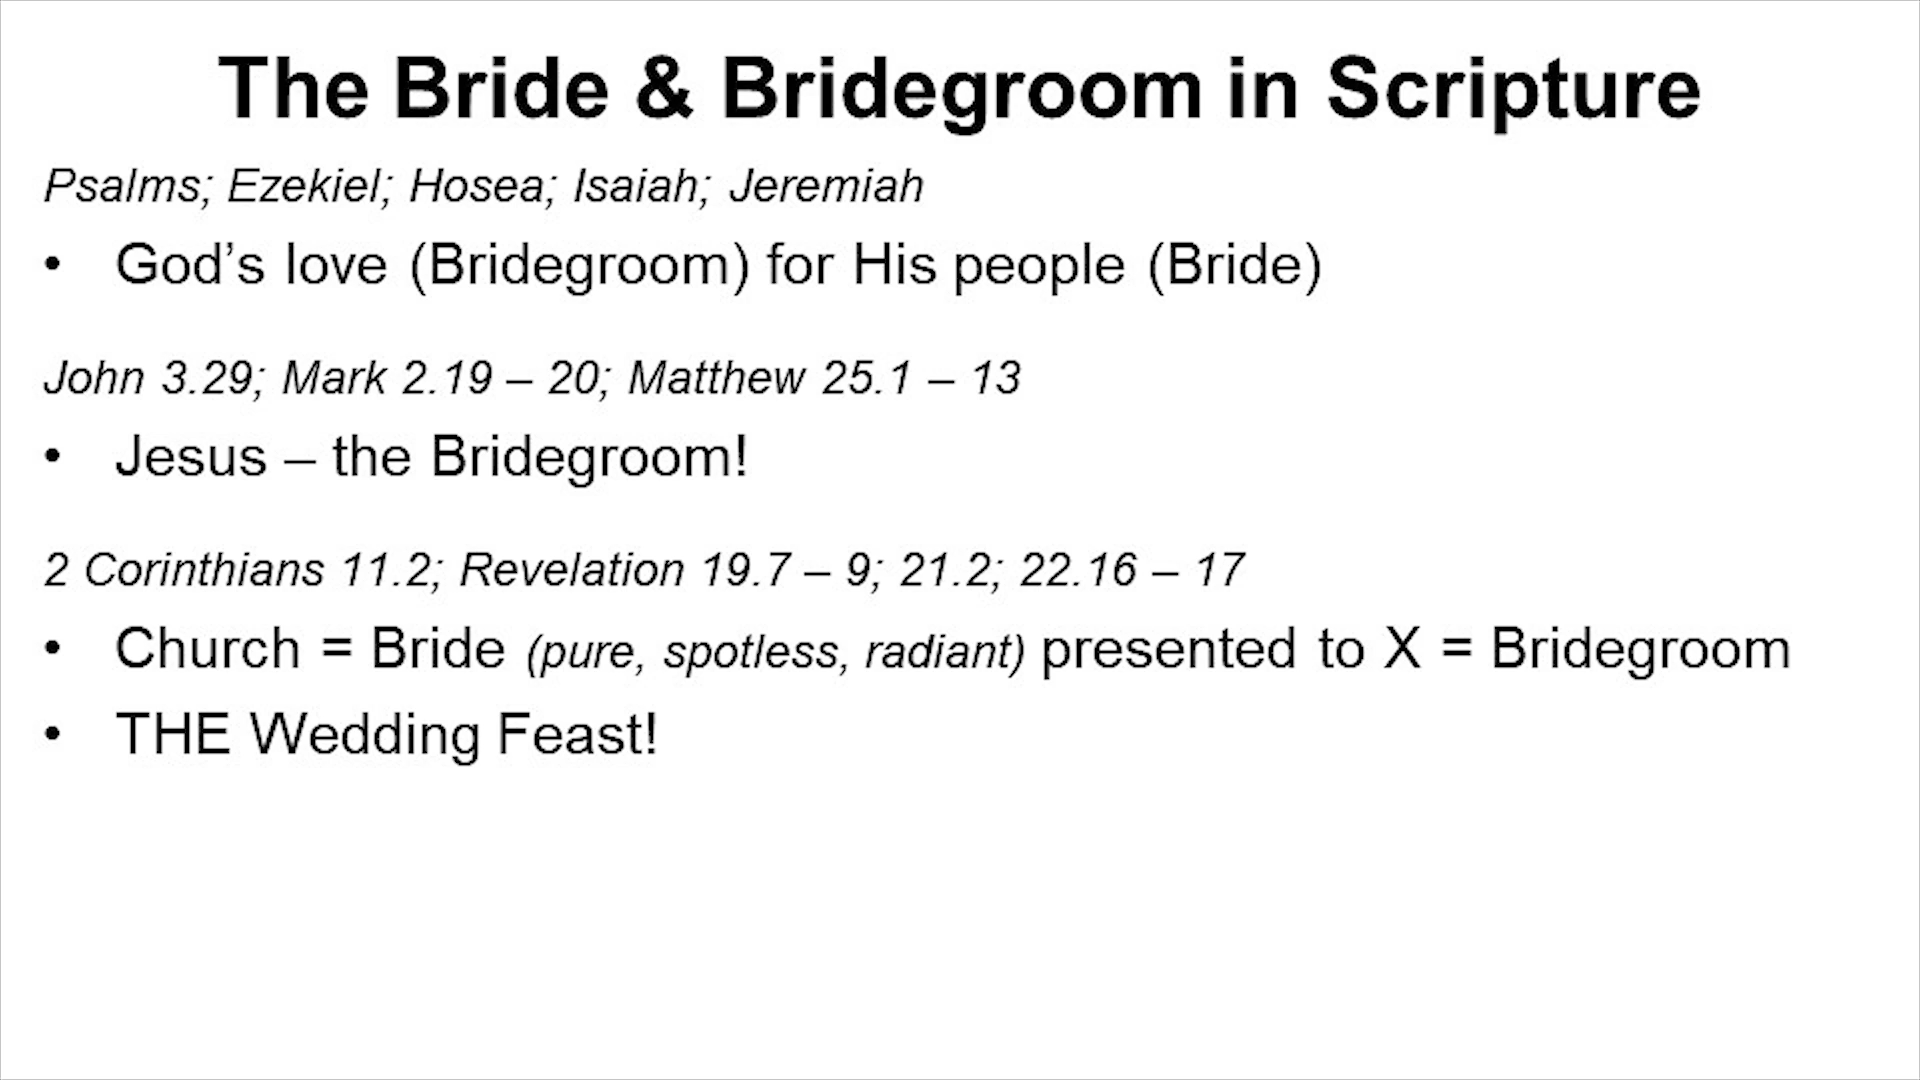 The Bride & Bridegroom in Scripture
Psalms; Ezekiel; Hosea; Isaiah; Jeremiah
• God’s love (Bridegroom) for His people (Bride)
John 3.29; Mark 2.19 – 20; Matthew 25.1 – 13
• Jesus – the Bridegroom!
2 Corinthians 11.2; Revelation 19.7 – 9; 21.2; 22.16 – 17
• Church = Bride (pure, spotless, radiant) presented to X = Bridegroom
• THE Wedding Feast!